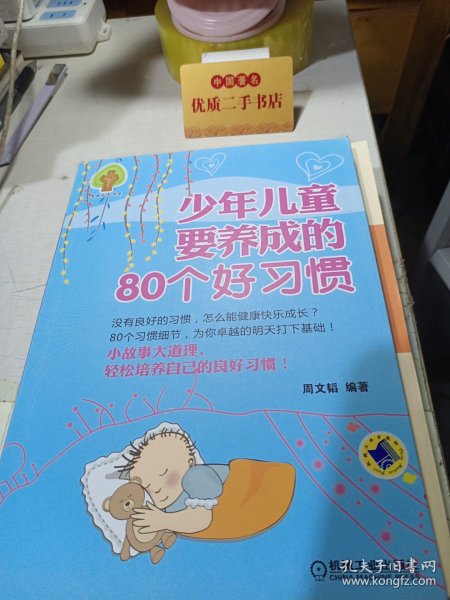 中国著名
优质二手书店
少年儿童
要养成的
80个好习惯
没有良好的习惯，怎么能健康快乐成长？
80个习惯细节，为你卓越的明天打下基础！
小故事大道理、
轻松培养自己的良好习惯！
周文韬 编著
孔夫子旧书网
www.kongfz.com